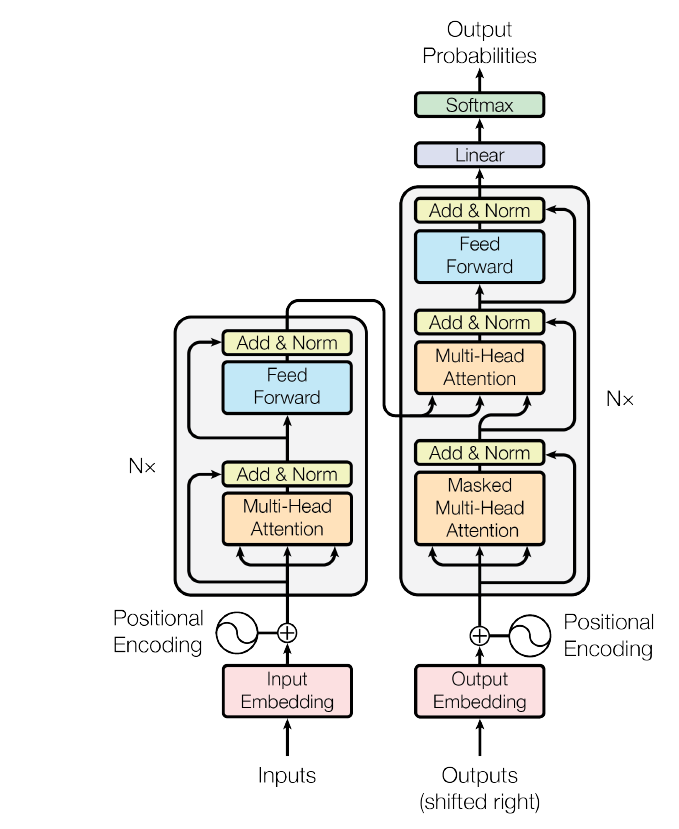 Output
Probabilities
Softmax
Linear
Add & Norm
Feed
Forward
Add & Norm
Multi-Head
Attention
N×
Add & Norm
Masked
Multi-Head
Attention
Add & Norm
Feed
Forward
N×
Add & Norm
Multi-Head
Attention
Positional
Encoding
Positional
Encoding
Input
Embedding
Output
Embedding
Inputs
Outputs
(shifted right)